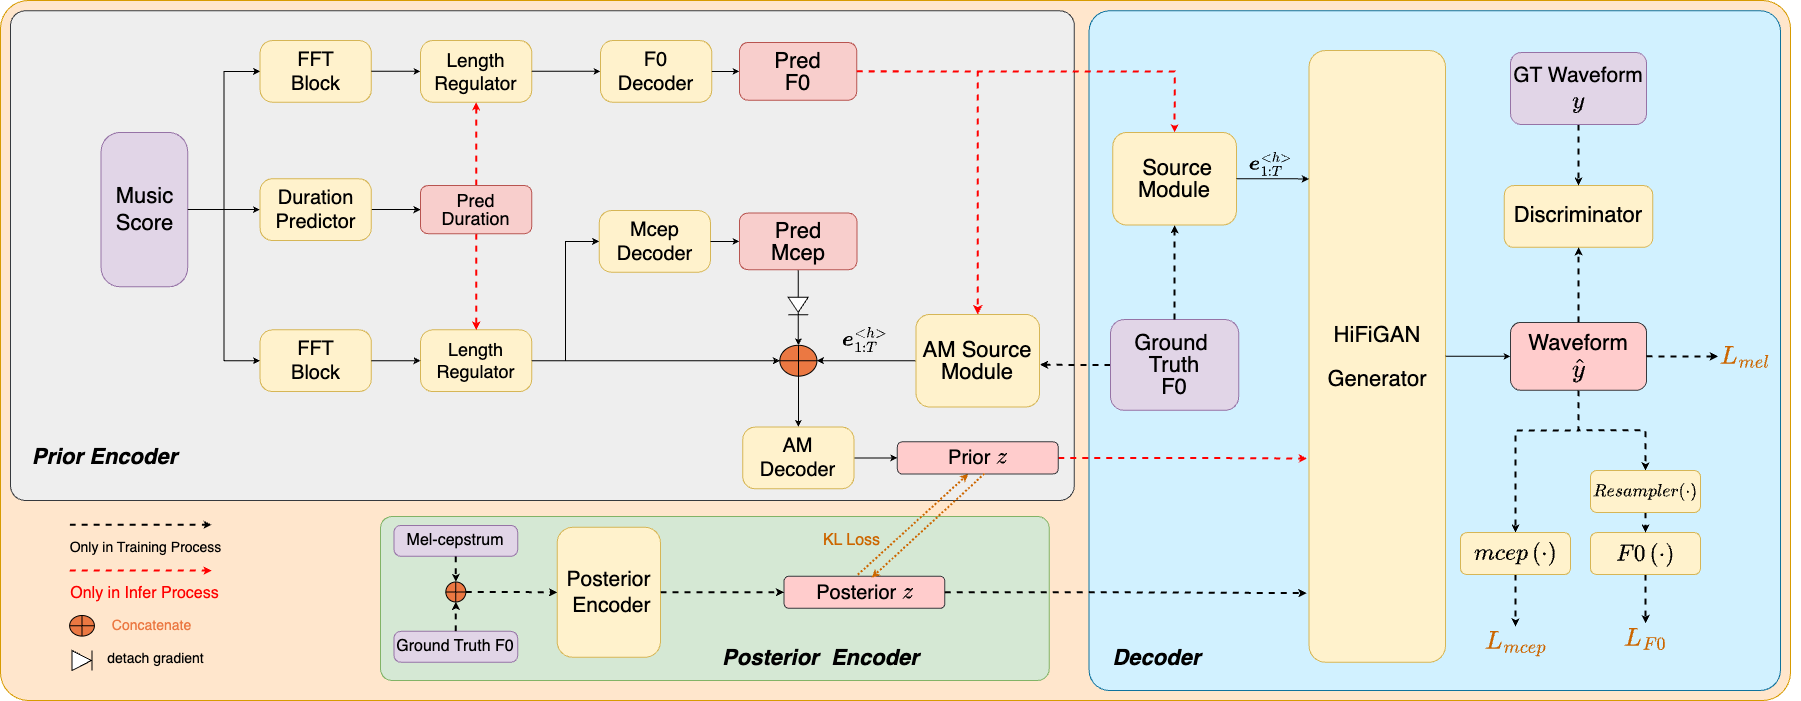 FFT
Block
Length
Regulator
F0
Decoder
Pred
F0
Music
Score
Duration
Predictor
Pred
Duration
Mcep
Decoder
Pred
Mcep
FFT
Block
Length
Regulator
e_{1:T}^{<h>}
AM Source
Module
AM
Decoder
Prior z
Prior Encoder
Source
Module
e_{1:T}^{<h>}
Ground
Truth
F0
HiFiGAN
Generator
GT Waveform
y
Discriminator
Waveform
ŷ
L_{mel}
Resampler(·)
mcep (·)
F0 (·)
L_{mcep}
L_{F0}
Decoder
Only in Training Process
Only in Infer Process
Concatenate
detach gradient
Mel-cepstrum
Ground Truth F0
Posterior
Encoder
KL Loss
Posterior z
Posterior Encoder